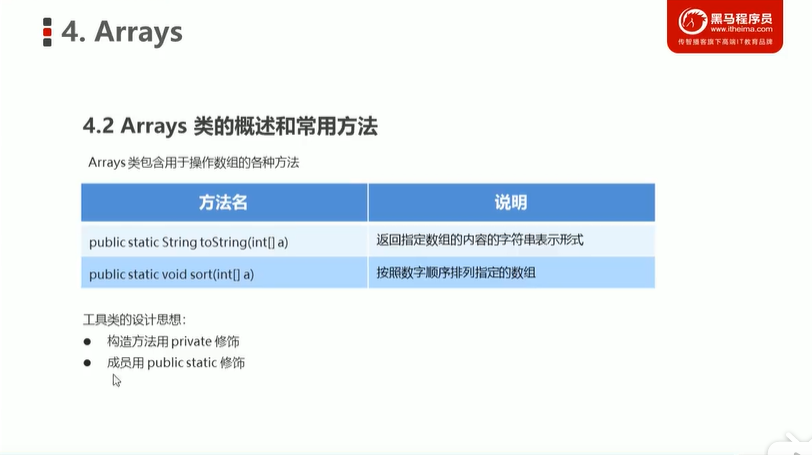 4. Arrays
黑马程序员
www.itheima.com
传智播客旗下高端IT教育品牌
4.2 Arrays 类的概述和常用方法
Arrays 类包含用于操作数组的各种方法
方法名 说明
public static String toString(int[] a) 返回指定数组的内容的字符串表示形式
public static void sort(int[] a) 按照数字顺序排列指定的数组
工具类的设计思想：
● 构造方法用 private 修饰
● 成员用 public static 修饰